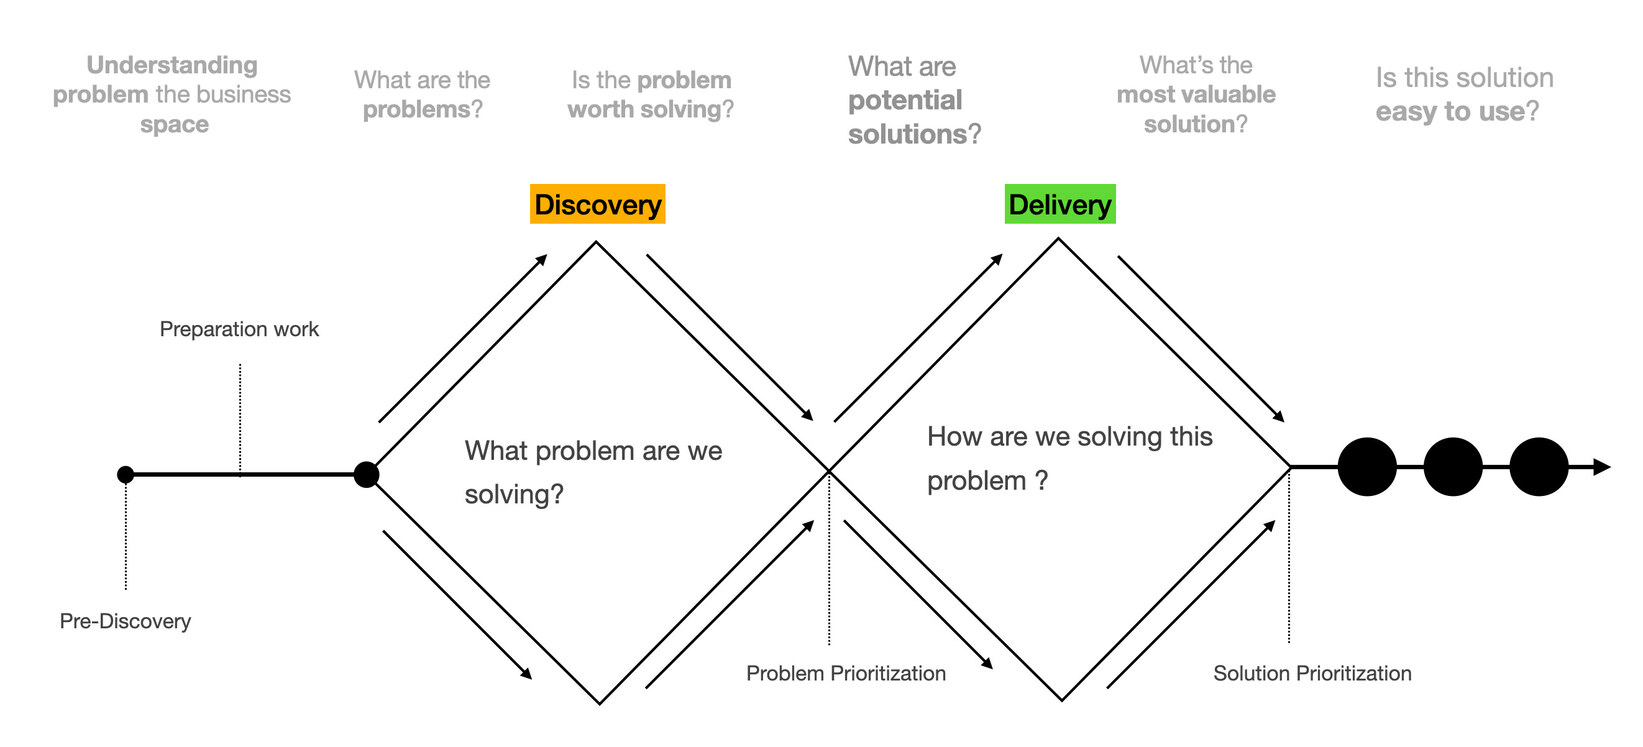 Understanding
problem the business
space
What are the
problems?
Is the problem
worth solving?
What are
potential
solutions?
What's the
most valuable
solution?
Is this solution
easy to use?
Discovery
Delivery
Preparation work
What problem are we
solving?
How are we solving this
problem ?
Pre-Discovery
Problem Prioritization
Solution Prioritization